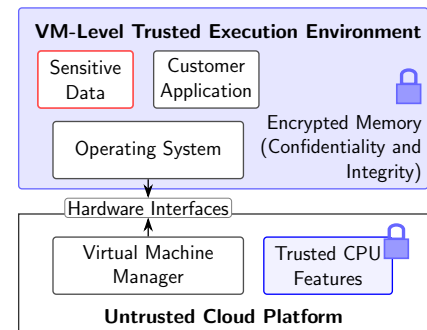 VM-Level Trusted Execution Environment
Sensitive
Data
Customer
Application
Encrypted Memory
(Confidentiality and
Integrity)
Operating System
Hardware Interfaces
Virtual Machine
Manager
Trusted CPU
Features
Untrusted Cloud Platform